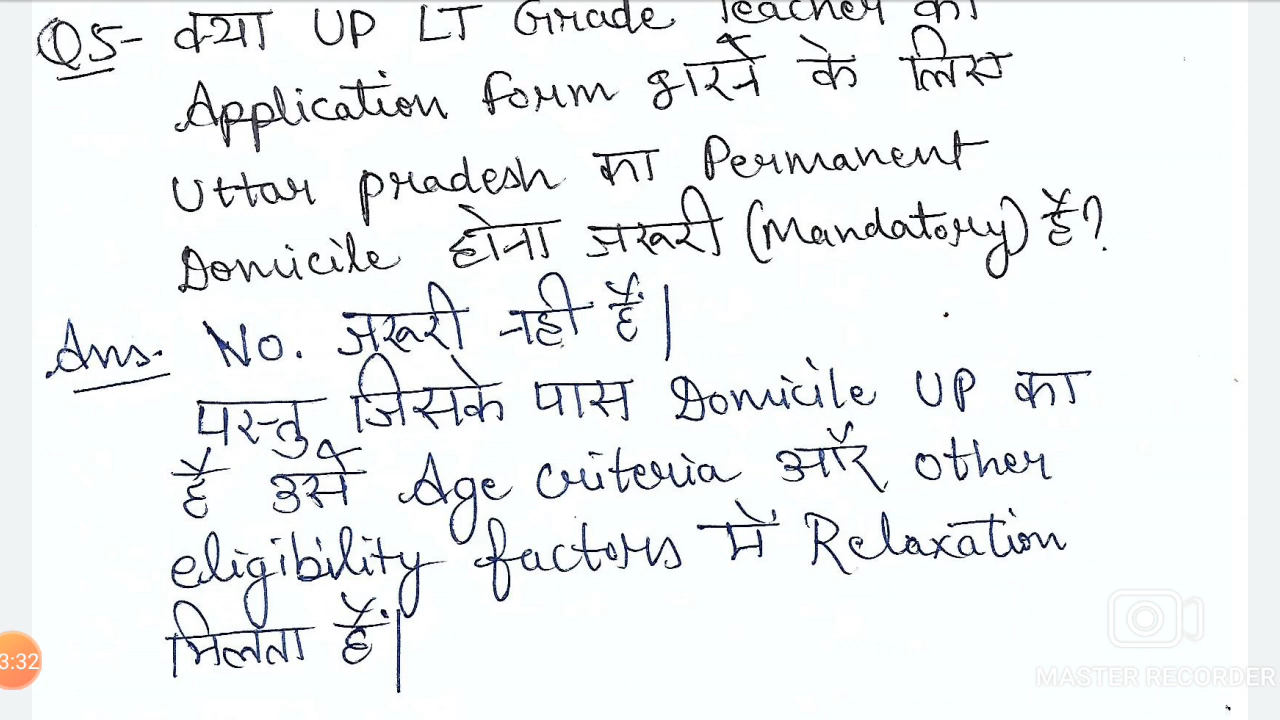 Q5- क्या UP LT Grade Teacher का
Application form भरने के लिए
Uttar pradesh का Permanent
Domicile होना जरूरी (Mandatory) है?
Ans. No. जरूरी नही हैं।
परन्तु जिसके पास Domicile UP का
है उसे Age criteria और other
eligibility factors में Relaxation
मिलता हैं।
3:32
MASTER RECORDER